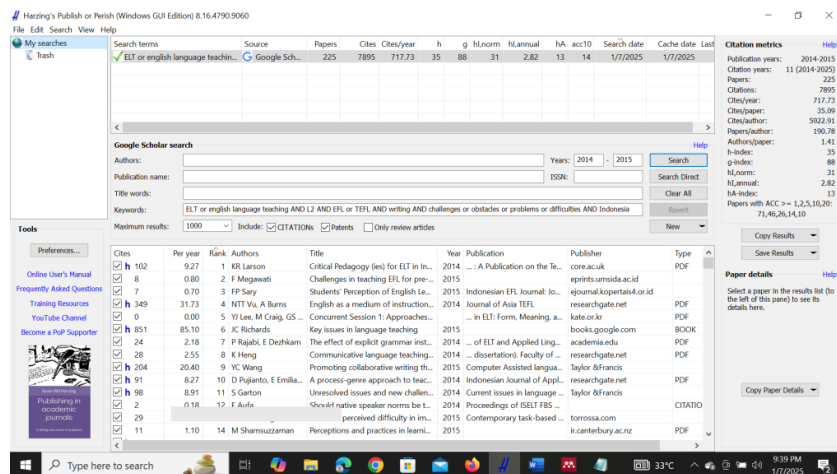 Harzing's Publish or Perish (Windows GUI Edition) 8.16.4790.9060
File Edit Search View Help
My searches
Trash
Search terms Source Papers Cites Cites/year h g hI,norm hI,annual hA acc10 Search date Cache date Last
ELT or english language teachin... Google Sch... 225 7895 717.73 35 88 31 2.82 13 14 1/7/2025 1/7/2025
Google Scholar search Help
Authors: Years: 2014 - 2015 Search
Publication name: ISSN: Search Direct
Title words: Clear All
Keywords: ELT or english language teaching AND L2 AND EFL or TEFL AND writing AND challenges or obstacles or problems or difficulties AND Indonesia Revert
Maximum results: 1000 Include: CITATIONs Patents Only review articles New
Tools
Preferences...
Online User's Manual
Frequently Asked Questions
Training Resources
YouTube Channel
Become a PoP Supporter
Publishing in
academic
journals
Cites Per year Rank Authors Title Year Publication Publisher Type
h 102 9.27 1 KR Larson Critical Pedagogy (ies) for ELT in In... 2014 ... : A Publication on the Te... core.ac.uk PDF
8 0.80 2 F Megawati Challenges in teaching EFL for pre-... 2015 eprints.umsida.ac.id
7 0.70 3 FP Sary Students' Perception of English Le... 2015 Indonesian EFL Journal: Jo... ejournal.kopertais4.or.id
h 349 31.73 4 NTT Vu, A Burns English as a medium of instruction... 2014 Journal of Asia TEFL researchgate.net PDF
0 0.00 5 YJ Lee, M Craig, GS ... Concurrent Session 1: Approaches... ... in ELT: Form, Meaning, a... kate.or.kr PDF
h 851 85.10 6 JC Richards Key issues in language teaching 2015 books.google.com BOOK
24 2.18 7 P Rajabi, E Dezhkam The effect of explicit grammar inst... 2014 ... of ELT and Applied Ling... academia.edu PDF
28 2.55 8 K Heng Communicative language teaching... 2014 ... dissertation). Faculty of ... researchgate.net PDF
h 204 20.40 9 YC Wang Promoting collaborative writing th... 2015 Computer Assisted langua... Taylor &Francis
h 91 8.27 10 D Pujianto, E Emilia... A process-genre approach to teac... 2014 Indonesian Journal of Appl... researchgate.net PDF
h 98 8.91 11 S Garton Unresolved issues and new challen... 2014 Current issues in language ... Taylor &Francis
2 0.18 12 F Aufa Should native speaker norms be t... 2014 Proceedings of ISELT FBS ... CITATIO
29 perceived difficulty in im... 2015 Contemporary task-based ... torrossa.com
11 1.10 14 M Shamsuzzaman Perceptions and practices in learni... 2015 ir.canterbury.ac.nz PDF
Citation metrics Help
Publication years: 2014-2015
Citation years: 11 (2014-2025)
Papers: 225
Citations: 7895
Cites/year: 717.73
Cites/paper: 35.09
Cites/author: 5922.91
Papers/author: 190.78
Authors/paper: 1.41
h-index: 35
g-index: 88
hI,norm: 31
hI,annual: 2.82
hA-index: 13
Papers with ACC >= 1,2,5,10,20:
71,46,26,14,10
Copy Results
Save Results
Paper details Help
Select a paper in the results list (to
the left of this pane) to see its
details here.
Copy Paper Details
Type here to search
33°C
9:39 PM
1/7/2025